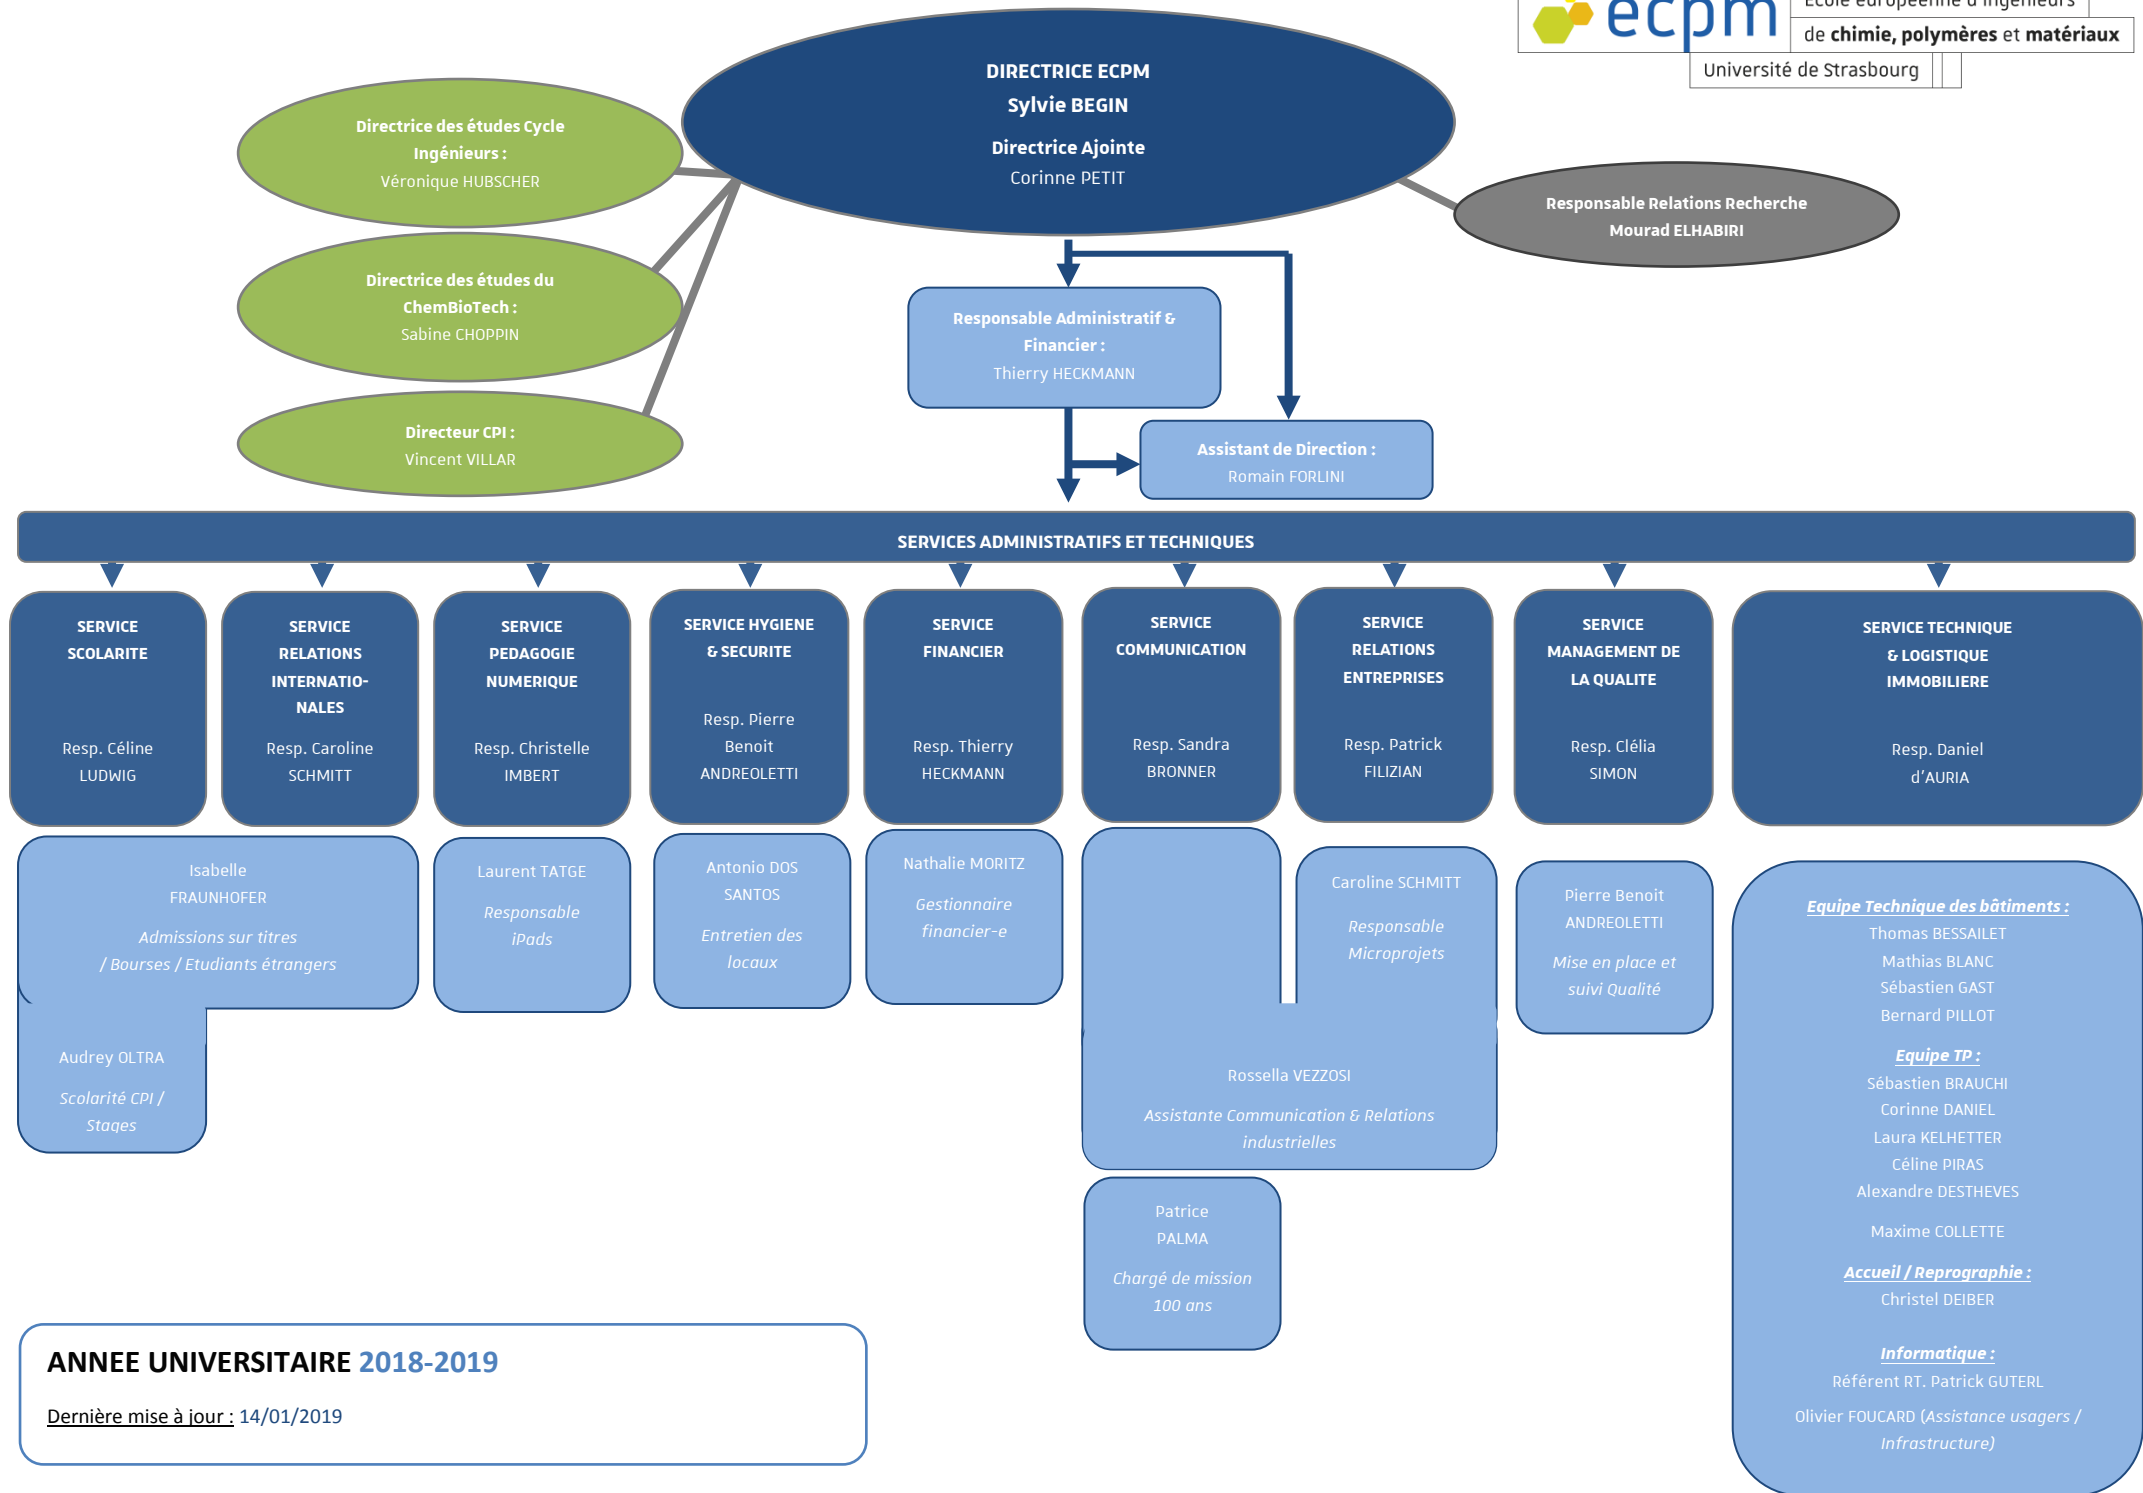 ecpm
École européenne d'ingénieurs
de chimie, polymères et matériaux
Université de Strasbourg
DIRECTRICE ECPM
Sylvie BEGIN
Directrice Ajointe
Corinne PETIT
Directrice des études Cycle
Ingénieurs :
Véronique HUBSCHER
Directrice des études du
ChemBioTech :
Sabine CHOPPIN
Directeur CPI :
Vincent VILLAR
Responsable Relations Recherche
Mourad ELHABIRI
Responsable Administratif &
Financier :
Thierry HECKMANN
Assistant de Direction :
Romain FORLINI
SERVICES ADMINISTRATIFS ET TECHNIQUES
SERVICE
SCOLARITE
Resp. Céline
LUDWIG
SERVICE
RELATIONS
INTERNATIO-
NALES
Resp. Caroline
SCHMITT
SERVICE
PEDAGOGIE
NUMERIQUE
Resp. Christelle
IMBERT
SERVICE HYGIENE
& SECURITE
Resp. Pierre
Benoit
ANDREOLETTI
SERVICE
FINANCIER
Resp. Thierry
HECKMANN
SERVICE
COMMUNICATION
Resp. Sandra
BRONNER
SERVICE
RELATIONS
ENTREPRISES
Resp. Patrick
FILIZIAN
SERVICE
MANAGEMENT DE
LA QUALITE
Resp. Clélia
SIMON
SERVICE TECHNIQUE
& LOGISTIQUE
IMMOBILIERE
Resp. Daniel
d'AURIA
Isabelle
FRAUNHOFER
Admissions sur titres
/ Bourses / Etudiants étrangers
Audrey OLTRA
Scolarité CPI /
Stages
Laurent TATGE
Responsable
iPads
Antonio DOS
SANTOS
Entretien des
locaux
Nathalie MORITZ
Gestionnaire
financier-e
Caroline SCHMITT
Responsable
Microprojets
Rossella VEZZOSI
Assistante Communication & Relations
industrielles
Patrice
PALMA
Chargé de mission
100 ans
Pierre Benoit
ANDREOLETTI
Mise en place et
suivi Qualité
Equipe Technique des bâtiments :
Thomas BESSAILET
Mathias BLANC
Sébastien GAST
Bernard PILLOT
Equipe TP :
Sébastien BRAUCHI
Corinne DANIEL
Laura KELHETTER
Céline PIRAS
Alexandre DESTHEVES
Maxime COLLETTE
Accueil / Reprographie :
Christel DEIBER
Informatique :
Référent RT. Patrick GUTERL
Olivier FOUCARD (Assistance usagers /
Infrastructure)
ANNEE UNIVERSITAIRE 2018-2019
Dernière mise à jour : 14/01/2019